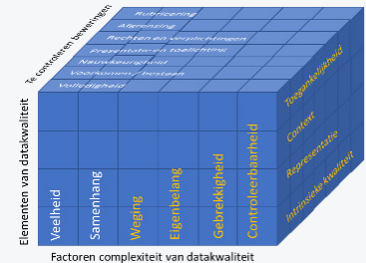 Te controleren beweringen
Rubricering
Afgrenzing
Rechten en verplichtingen
Presentatie en toelichting
Nauwkeurigheid
Voorkomen / bestaan
Volledigheid
Elementen van datakwaliteit
Veelheid
Samenhang
Weging
Eigenbelang
Gebrekkigheid
Controleerbaarheid
Toegankelijkheid
Context
Representatie
Intrinsieke kwaliteit
Factoren complexiteit van datakwaliteit